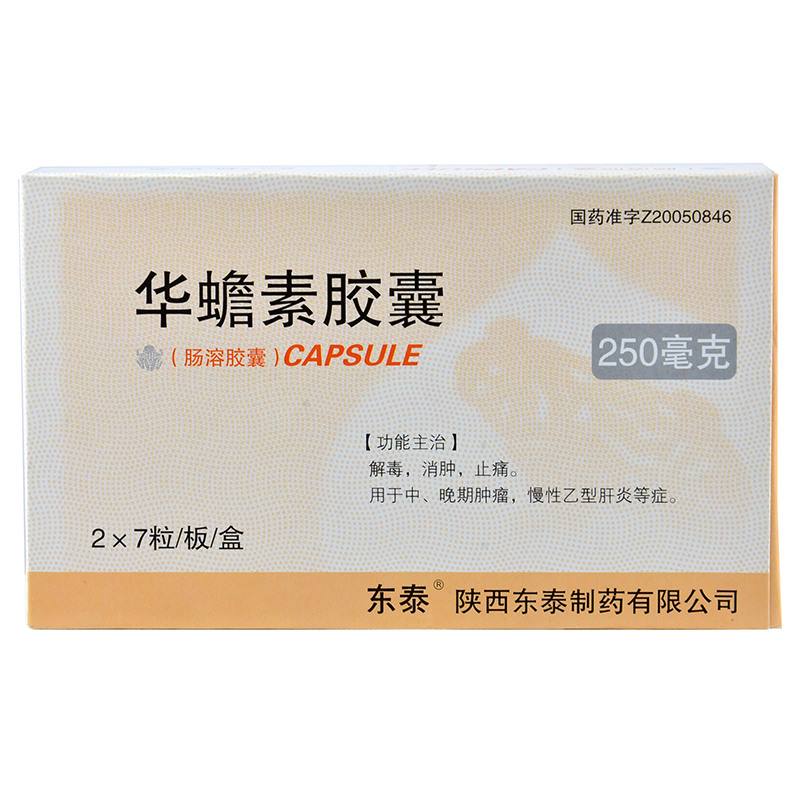 国药准字Z20050846
华蟾素胶囊
（肠溶胶囊）CAPSULE
250毫克
【功能主治】
解毒，消肿，止痛。
用于中、晚期肿瘤，慢性乙型肝炎等症。
2×7粒/板/盒
东泰® 陕西东泰制药有限公司